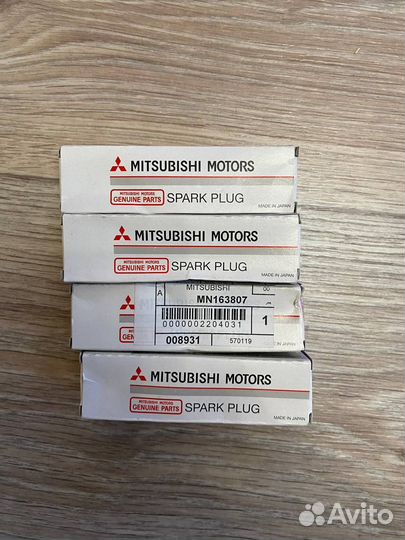 MITSUBISHI MOTORS
MITSUBISHI MOTORS
GENUINE PARTS
SPARK PLUG
MADE IN JAPAN
MITSUBISHI MOTORS
MITSUBISHI MOTORS
GENUINE PARTS
SPARK PLUG
MADE IN JAPAN
A
MITSUBISHI
MN163807
0000002204031
1
008931
570119
MITSUBISHI MOTORS
MITSUBISHI MOTORS
GENUINE PARTS
SPARK PLUG
MADE IN JAPAN
Avito